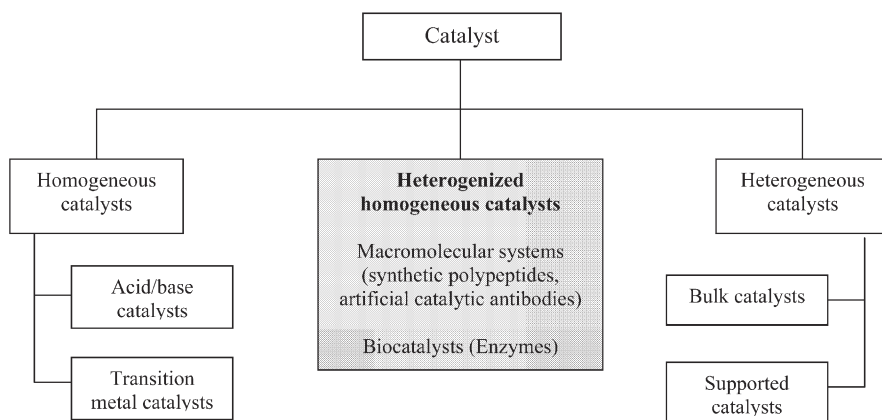 Catalyst
Homogeneous
catalysts
Acid/base
catalysts
Transition
metal catalysts
Heterogenized
homogeneous catalysts
Macromolecular systems
(synthetic polypeptides,
artificial catalytic antibodies)
Biocatalysts (Enzymes)
Heterogeneous
catalysts
Bulk catalysts
Supported
catalysts